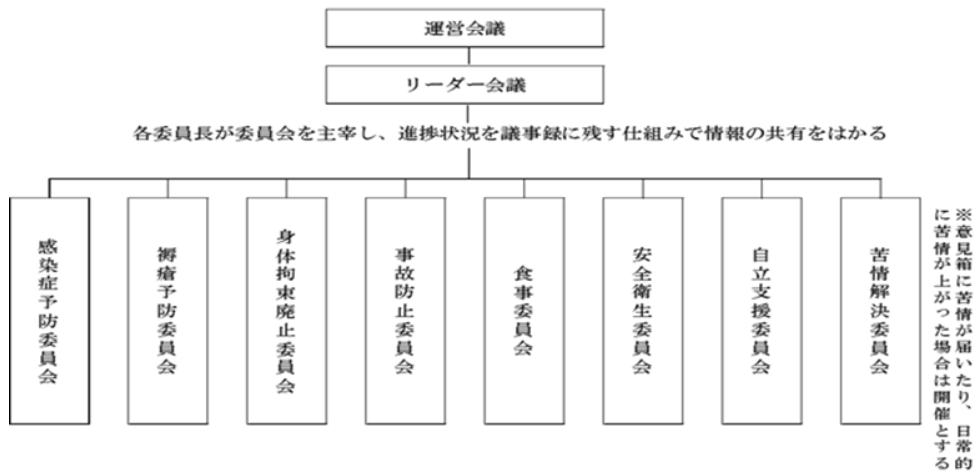 運営会議
リーダー会議
各委員長が委員会を主宰し、進捗状況を議事録に残す仕組みで情報の共有をはかる
感染症予防委員会
褥瘡予防委員会
身体拘束廃止委員会
事故防止委員会
食事委員会
安全衛生委員会
自立支援委員会
苦情解決委員会
※意見箱に苦情が届いたり、日常的
に苦情が上がった場合は開催とする